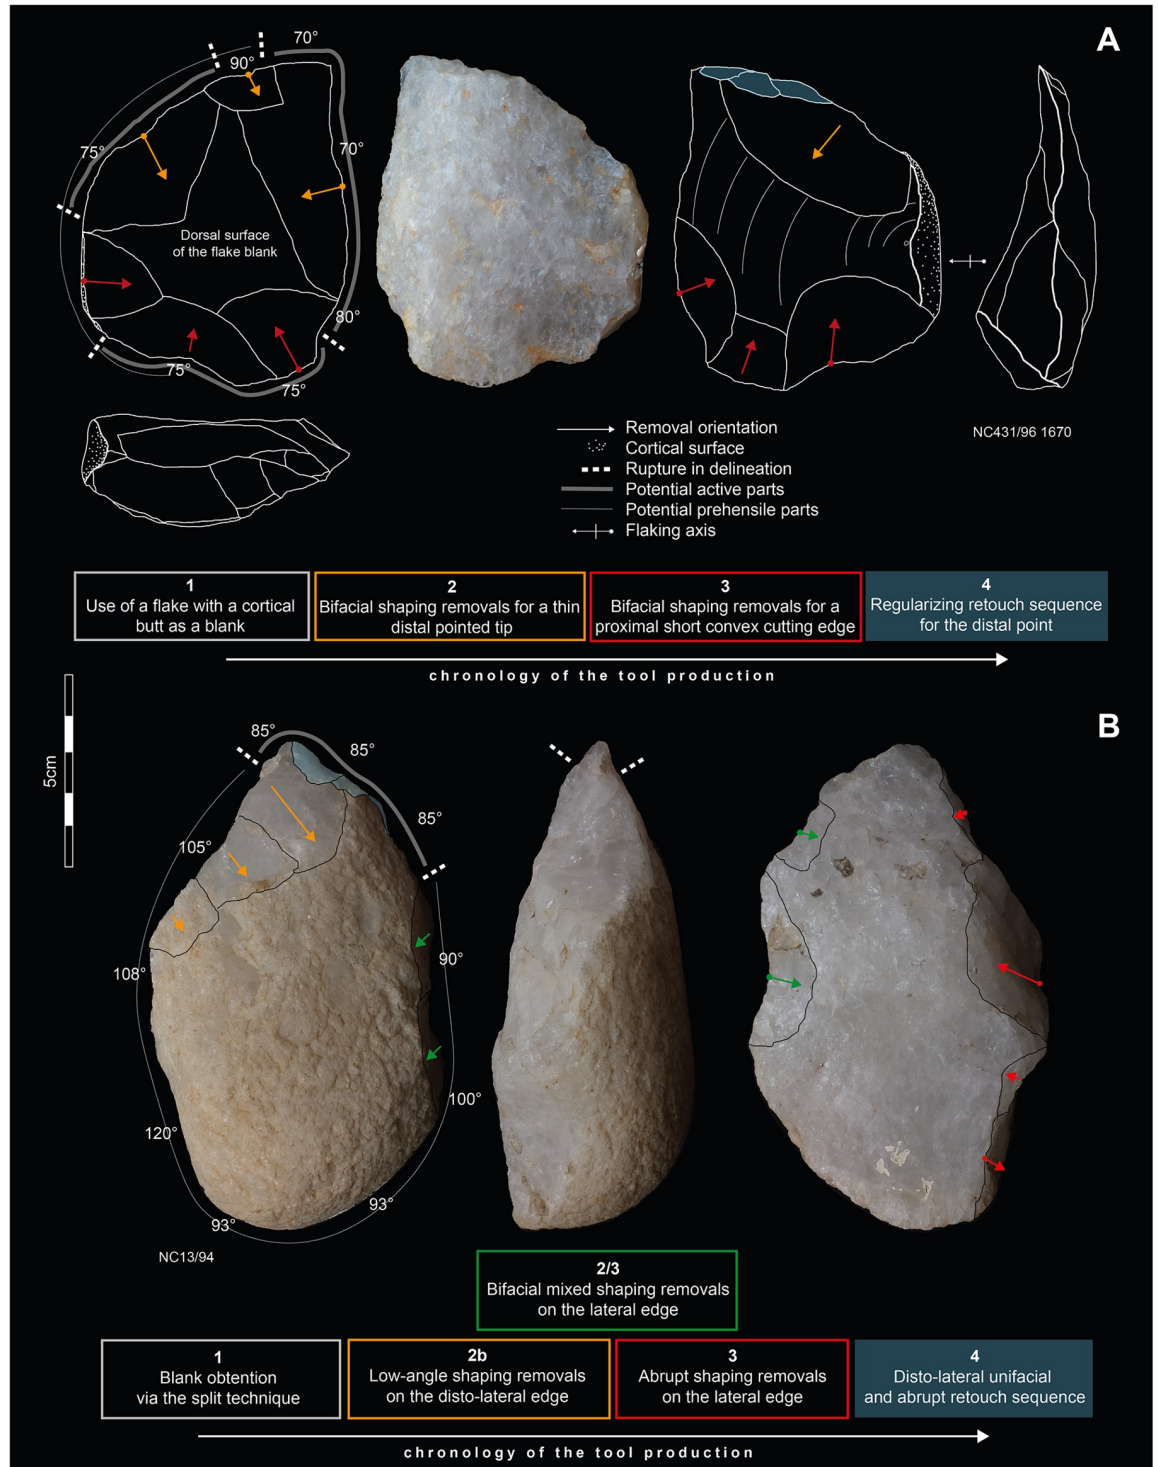 A
70°
90°
75°
70°
Dorsal surface
of the flake blank
80°
75°
75°
NC431/96 1670
Removal orientation
Cortical surface
Rupture in delineation
Potential active parts
Potential prehensile parts
Flaking axis
1
Use of a flake with a cortical
butt as a blank
2
Bifacial shaping removals for a thin
distal pointed tip
3
Bifacial shaping removals for a
proximal short convex cutting edge
4
Regularizing retouch sequence
for the distal point
chronology of the tool production
5cm
B
85°
85°
85°
105°
108°
90°
100°
120°
93°
93°
NC13/94
2/3
Bifacial mixed shaping removals
on the lateral edge
1
Blank obtention
via the split technique
2b
Low-angle shaping removals
on the disto-lateral edge
3
Abrupt shaping removals
on the lateral edge
4
Disto-lateral unifacial
and abrupt retouch sequence
chronology of the tool production